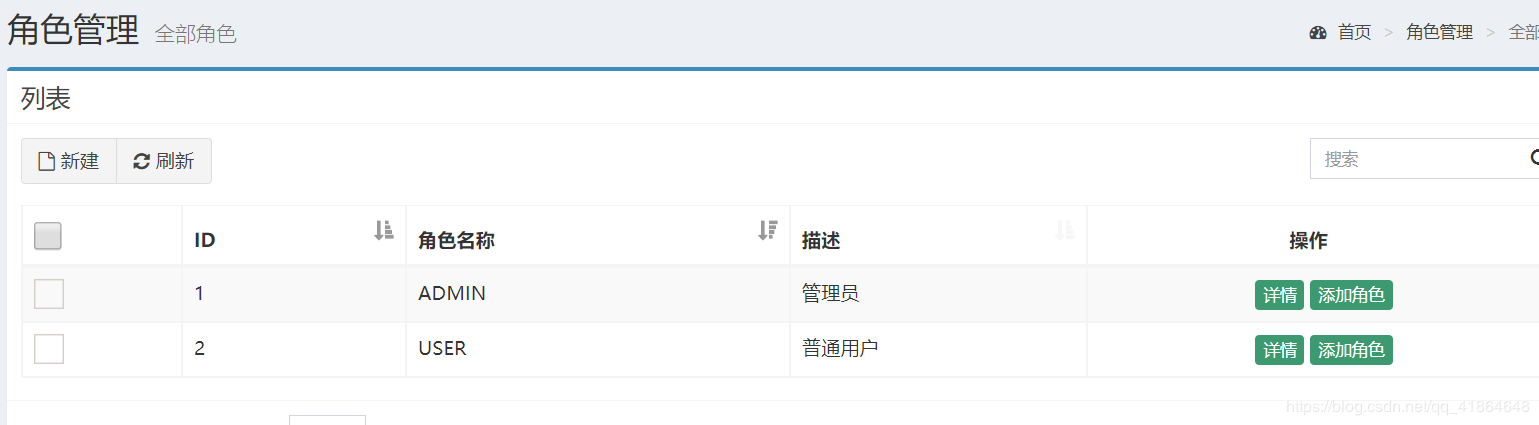 角色管理 全部角色 首页 > 角色管理 > 全部
列表
新建 刷新 搜索
ID 角色名称 描述 操作
1 ADMIN 管理员 详情 添加角色
2 USER 普通用户 详情 添加角色
https://blog.csdn.net/qq_41864648